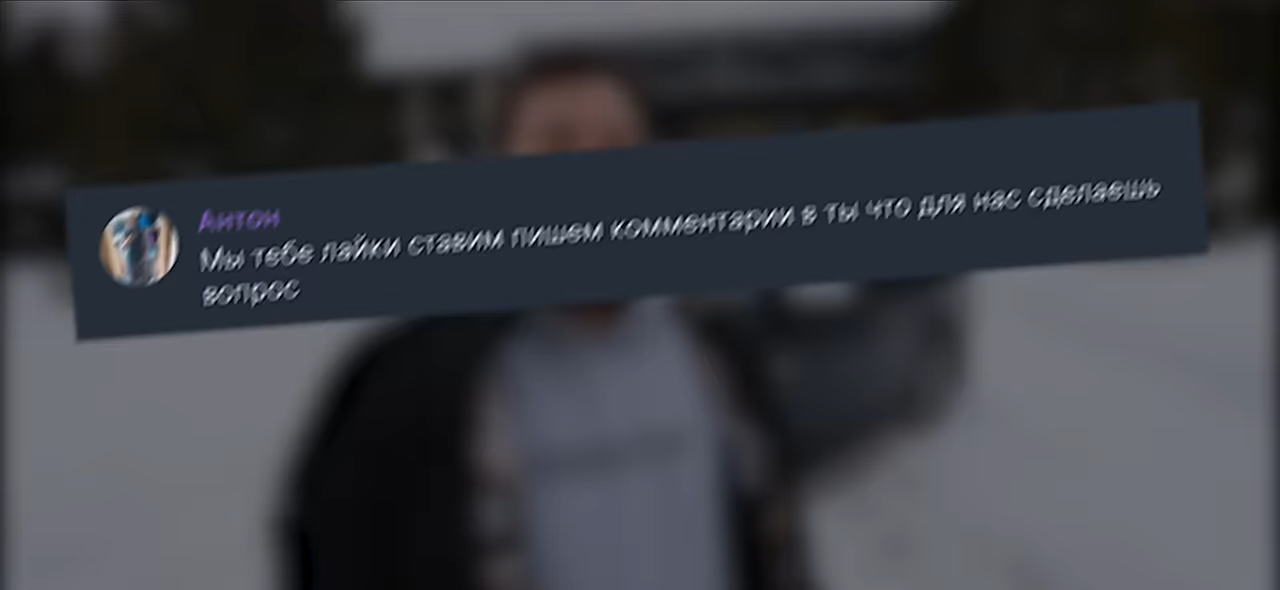 Антон
Мы тебе лайки ставим пишем комментарии в ты что для нас сделаешь
вопрос